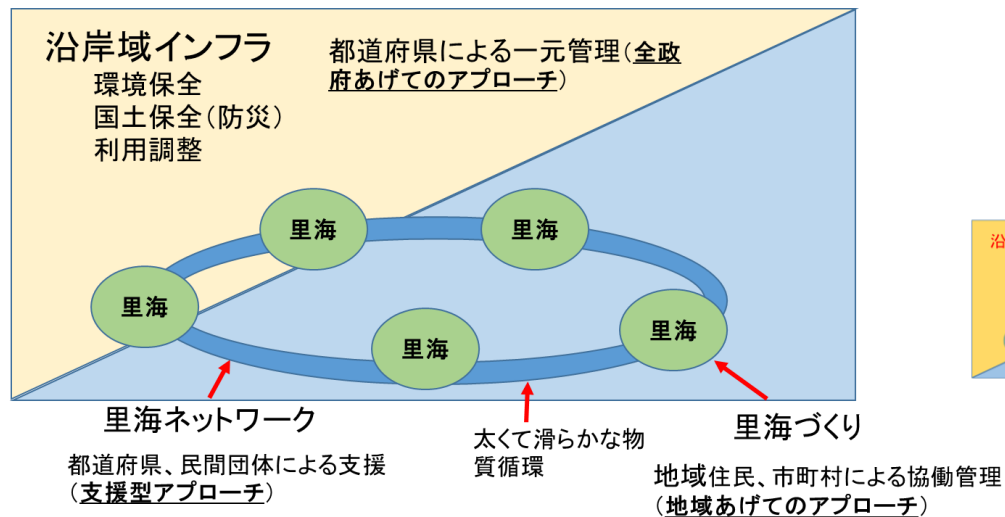 沿岸域インフラ
環境保全
国土保全(防災)
利用調整
都道府県による一元管理(全政
府あげてのアプローチ)
里海
里海
里海
里海
里海
里海ネットワーク
都道府県、民間団体による支援
(支援型アプローチ)
太くて滑らかな物
質循環
里海づくり
地域住民、市町村による協働管理
(地域あげてのアプローチ)
沿